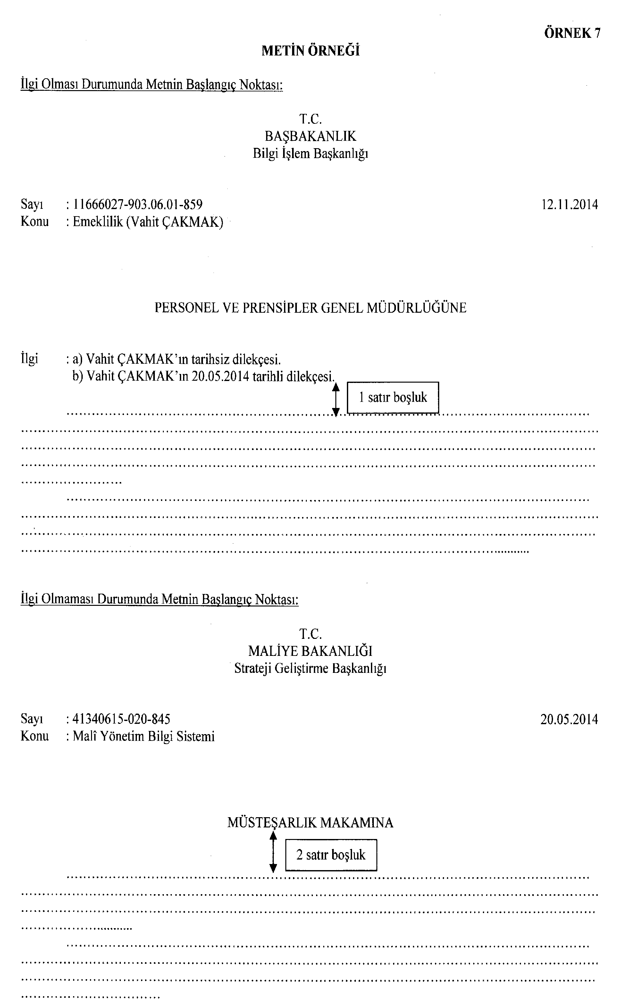 ÖRNEK 7
METİN ÖRNEĞİ
İlgi Olması Durumunda Metnin Başlangıç Noktası:
T.C.
BAŞBAKANLIK
Bilgi İşlem Başkanlığı
Sayı : 11666027-903.06.01-859 12.11.2014
Konu : Emeklilik (Vahit ÇAKMAK)
PERSONEL VE PRENSİPLER GENEL MÜDÜRLÜĞÜNE
İlgi : a) Vahit ÇAKMAK’ın tarihsiz dilekçesi.
b) Vahit ÇAKMAK’ın 20.05.2014 tarihli dilekçesi.
1 satır boşluk
İlgi Olmaması Durumunda Metnin Başlangıç Noktası:
T.C.
MALİYE BAKANLIĞI
Strateji Geliştirme Başkanlığı
Sayı : 41340615-020-845 20.05.2014
Konu : Malî Yönetim Bilgi Sistemi
MÜSTEŞARLIK MAKAMINA
2 satır boşluk